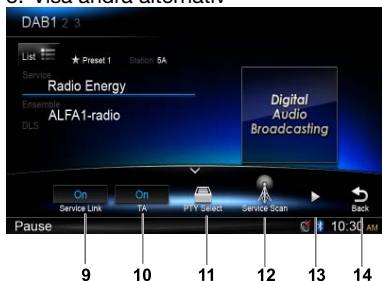 8. Visa andra alternativ
DAB1 2 3
List ★ Preset 1 Station 5A
Service
Radio Energy
Ensemble
ALFA1-radio
DLS
Digital
Audio
Broadcasting
On On
Service Link TA PTY Select Service Scan Back
Pause 10:30 AM
9 10 11 12 13 14